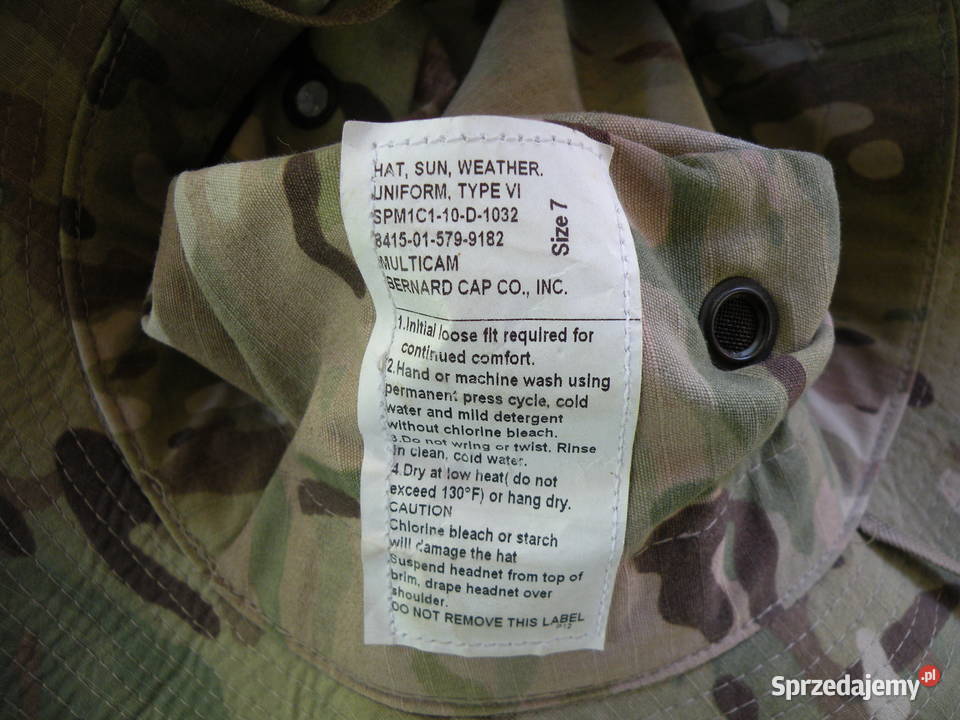 HAT, SUN, WEATHER.
UNIFORM, TYPE VI
SPM1C1-10-D-1032
8415-01-579-9182
MULTICAM
BERNARD CAP CO., INC.
Size 7
1.Initial loose fit required for
continued comfort.
2.Hand or machine wash using
permanent press cycle, cold
water and mild detergent
without chlorine bleach.
3.Do not wring or twist. Rinse
in clean, cold water.
4.Dry at low heat( do not
exceed 130°F) or hang dry.
CAUTION
Chlorine bleach or starch
will damage the hat
Suspend headnet from top of
brim, drape headnet over
shoulder.
DO NOT REMOVE THIS LABEL
Sprzedajemy.pl